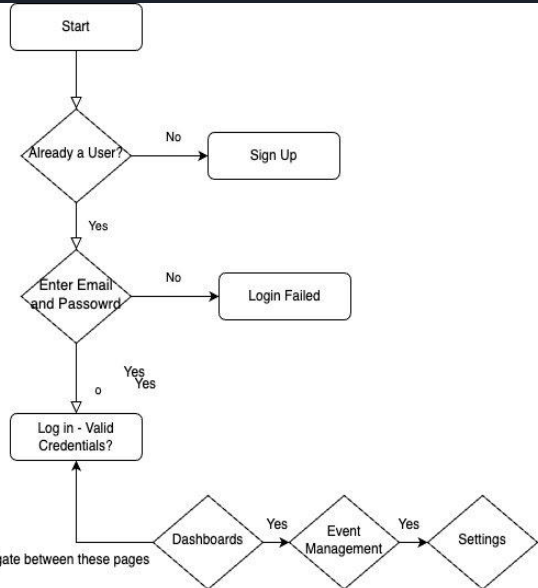 Start
Already a User?
No
Sign Up
Yes
Enter Email
and Passowrd
No
Login Failed
Yes
Yes
o
Log in - Valid
Credentials?
Dashboards
Yes
Event
Management
Yes
Settings
between these pages